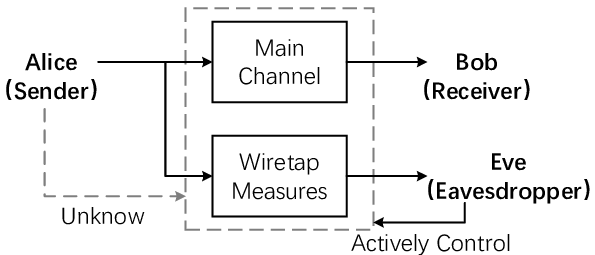 Alice
(Sender)
Main
Channel
Bob
(Receiver)
Wiretap
Measures
Eve
(Eavesdropper)
Unknow
Actively Control